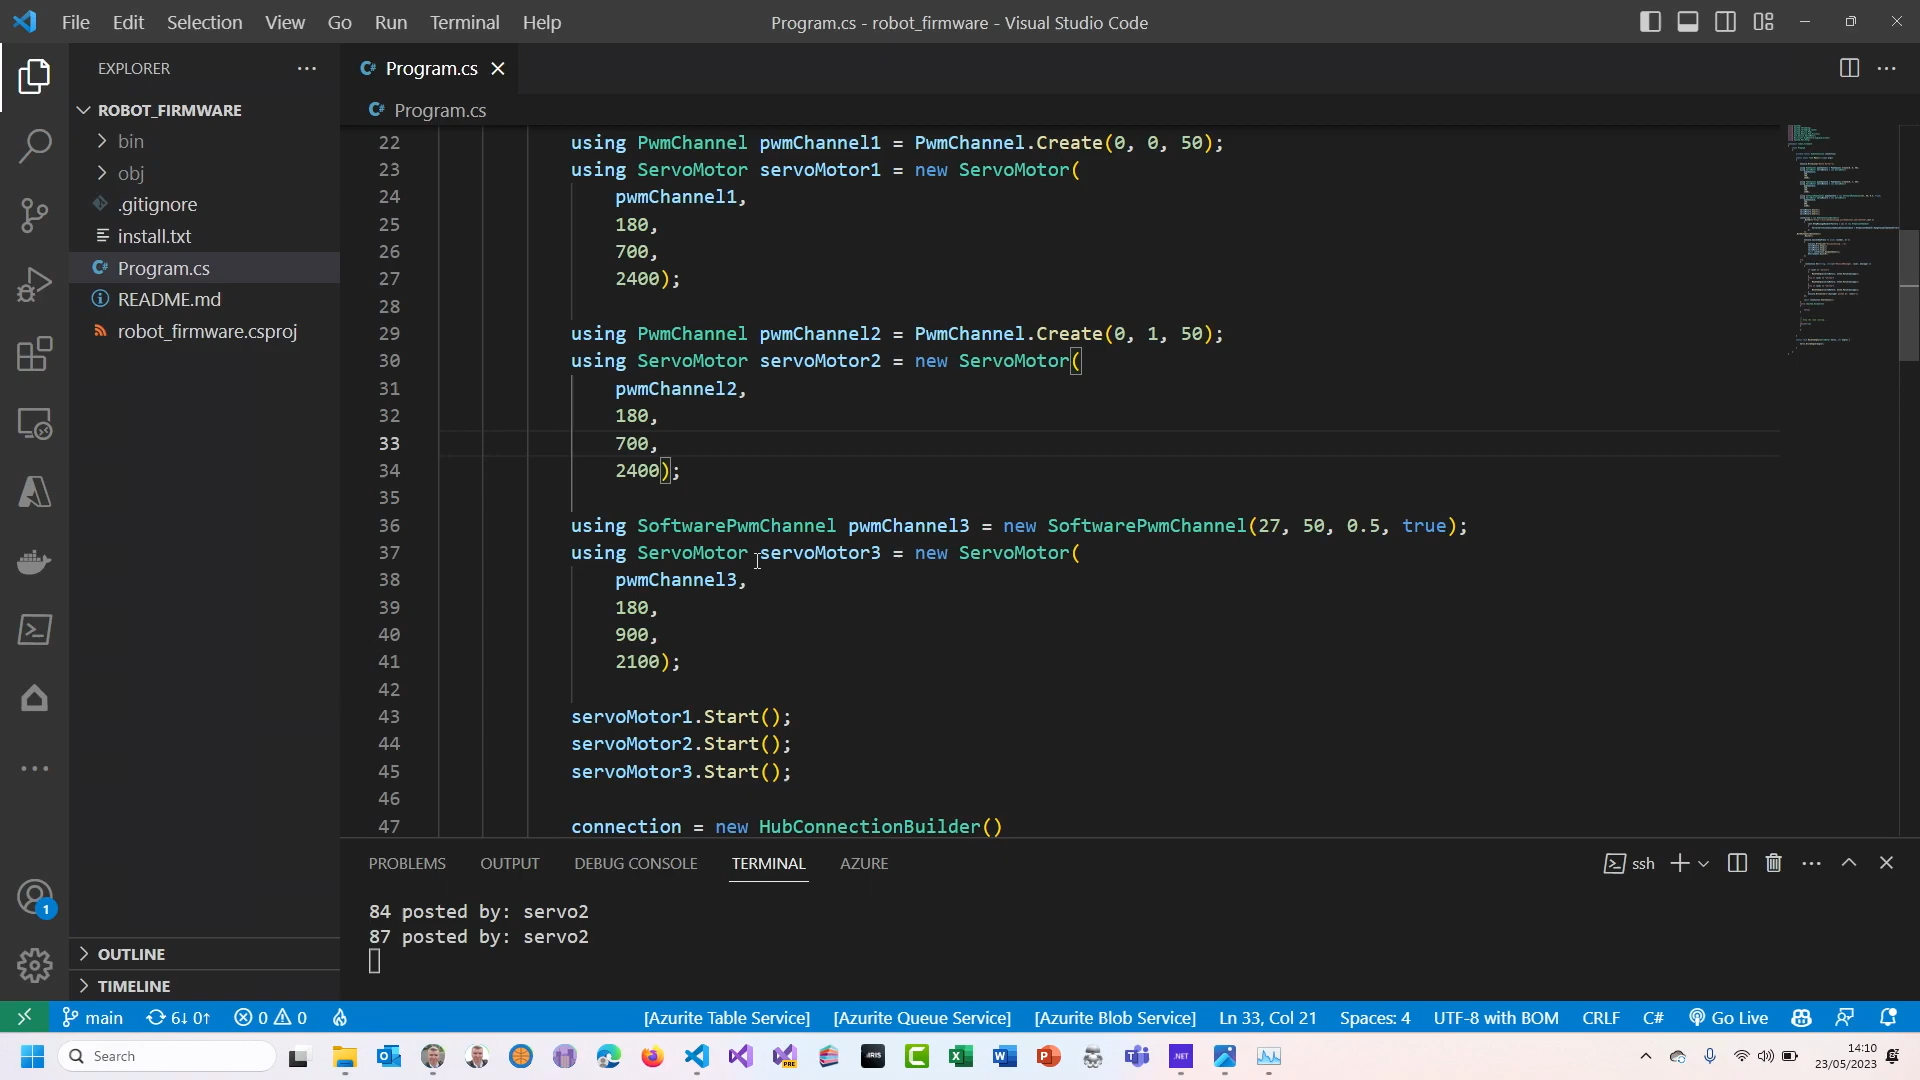 File Edit Selection View Go Run Terminal Help
Program.cs - robot_firmware - Visual Studio Code
EXPLORER
Program.cs
ROBOT_FIRMWARE
Program.cs
bin
obj
.gitignore
install.txt
Program.cs
README.md
robot_firmware.csproj
22 using PwmChannel pwmChannel1 = PwmChannel.Create(0, 0, 50);
23 using ServoMotor servoMotor1 = new ServoMotor(
24 pwmChannel1,
25 180,
26 700,
27 2400);
28
29 using PwmChannel pwmChannel2 = PwmChannel.Create(0, 1, 50);
30 using ServoMotor servoMotor2 = new ServoMotor(
31 pwmChannel2,
32 180,
33 700,
34 2400);
35
36 using SoftwarePwmChannel pwmChannel3 = new SoftwarePwmChannel(27, 50, 0.5, true);
37 using ServoMotor servoMotor3 = new ServoMotor(
38 pwmChannel3,
39 180,
40 900,
41 2100);
42
43 servoMotor1.Start();
44 servoMotor2.Start();
45 servoMotor3.Start();
46
47 connection = new HubConnectionBuilder()
PROBLEMS OUTPUT DEBUG CONSOLE TERMINAL AZURE
ssh
84 posted by: servo2
87 posted by: servo2
1
OUTLINE
TIMELINE
main 6↓ 0↑ 0 0
[Azurite Table Service] [Azurite Queue Service] [Azurite Blob Service] Ln 33, Col 21 Spaces: 4 UTF-8 with BOM CRLF C# Go Live
Search
14:10
23/05/2023